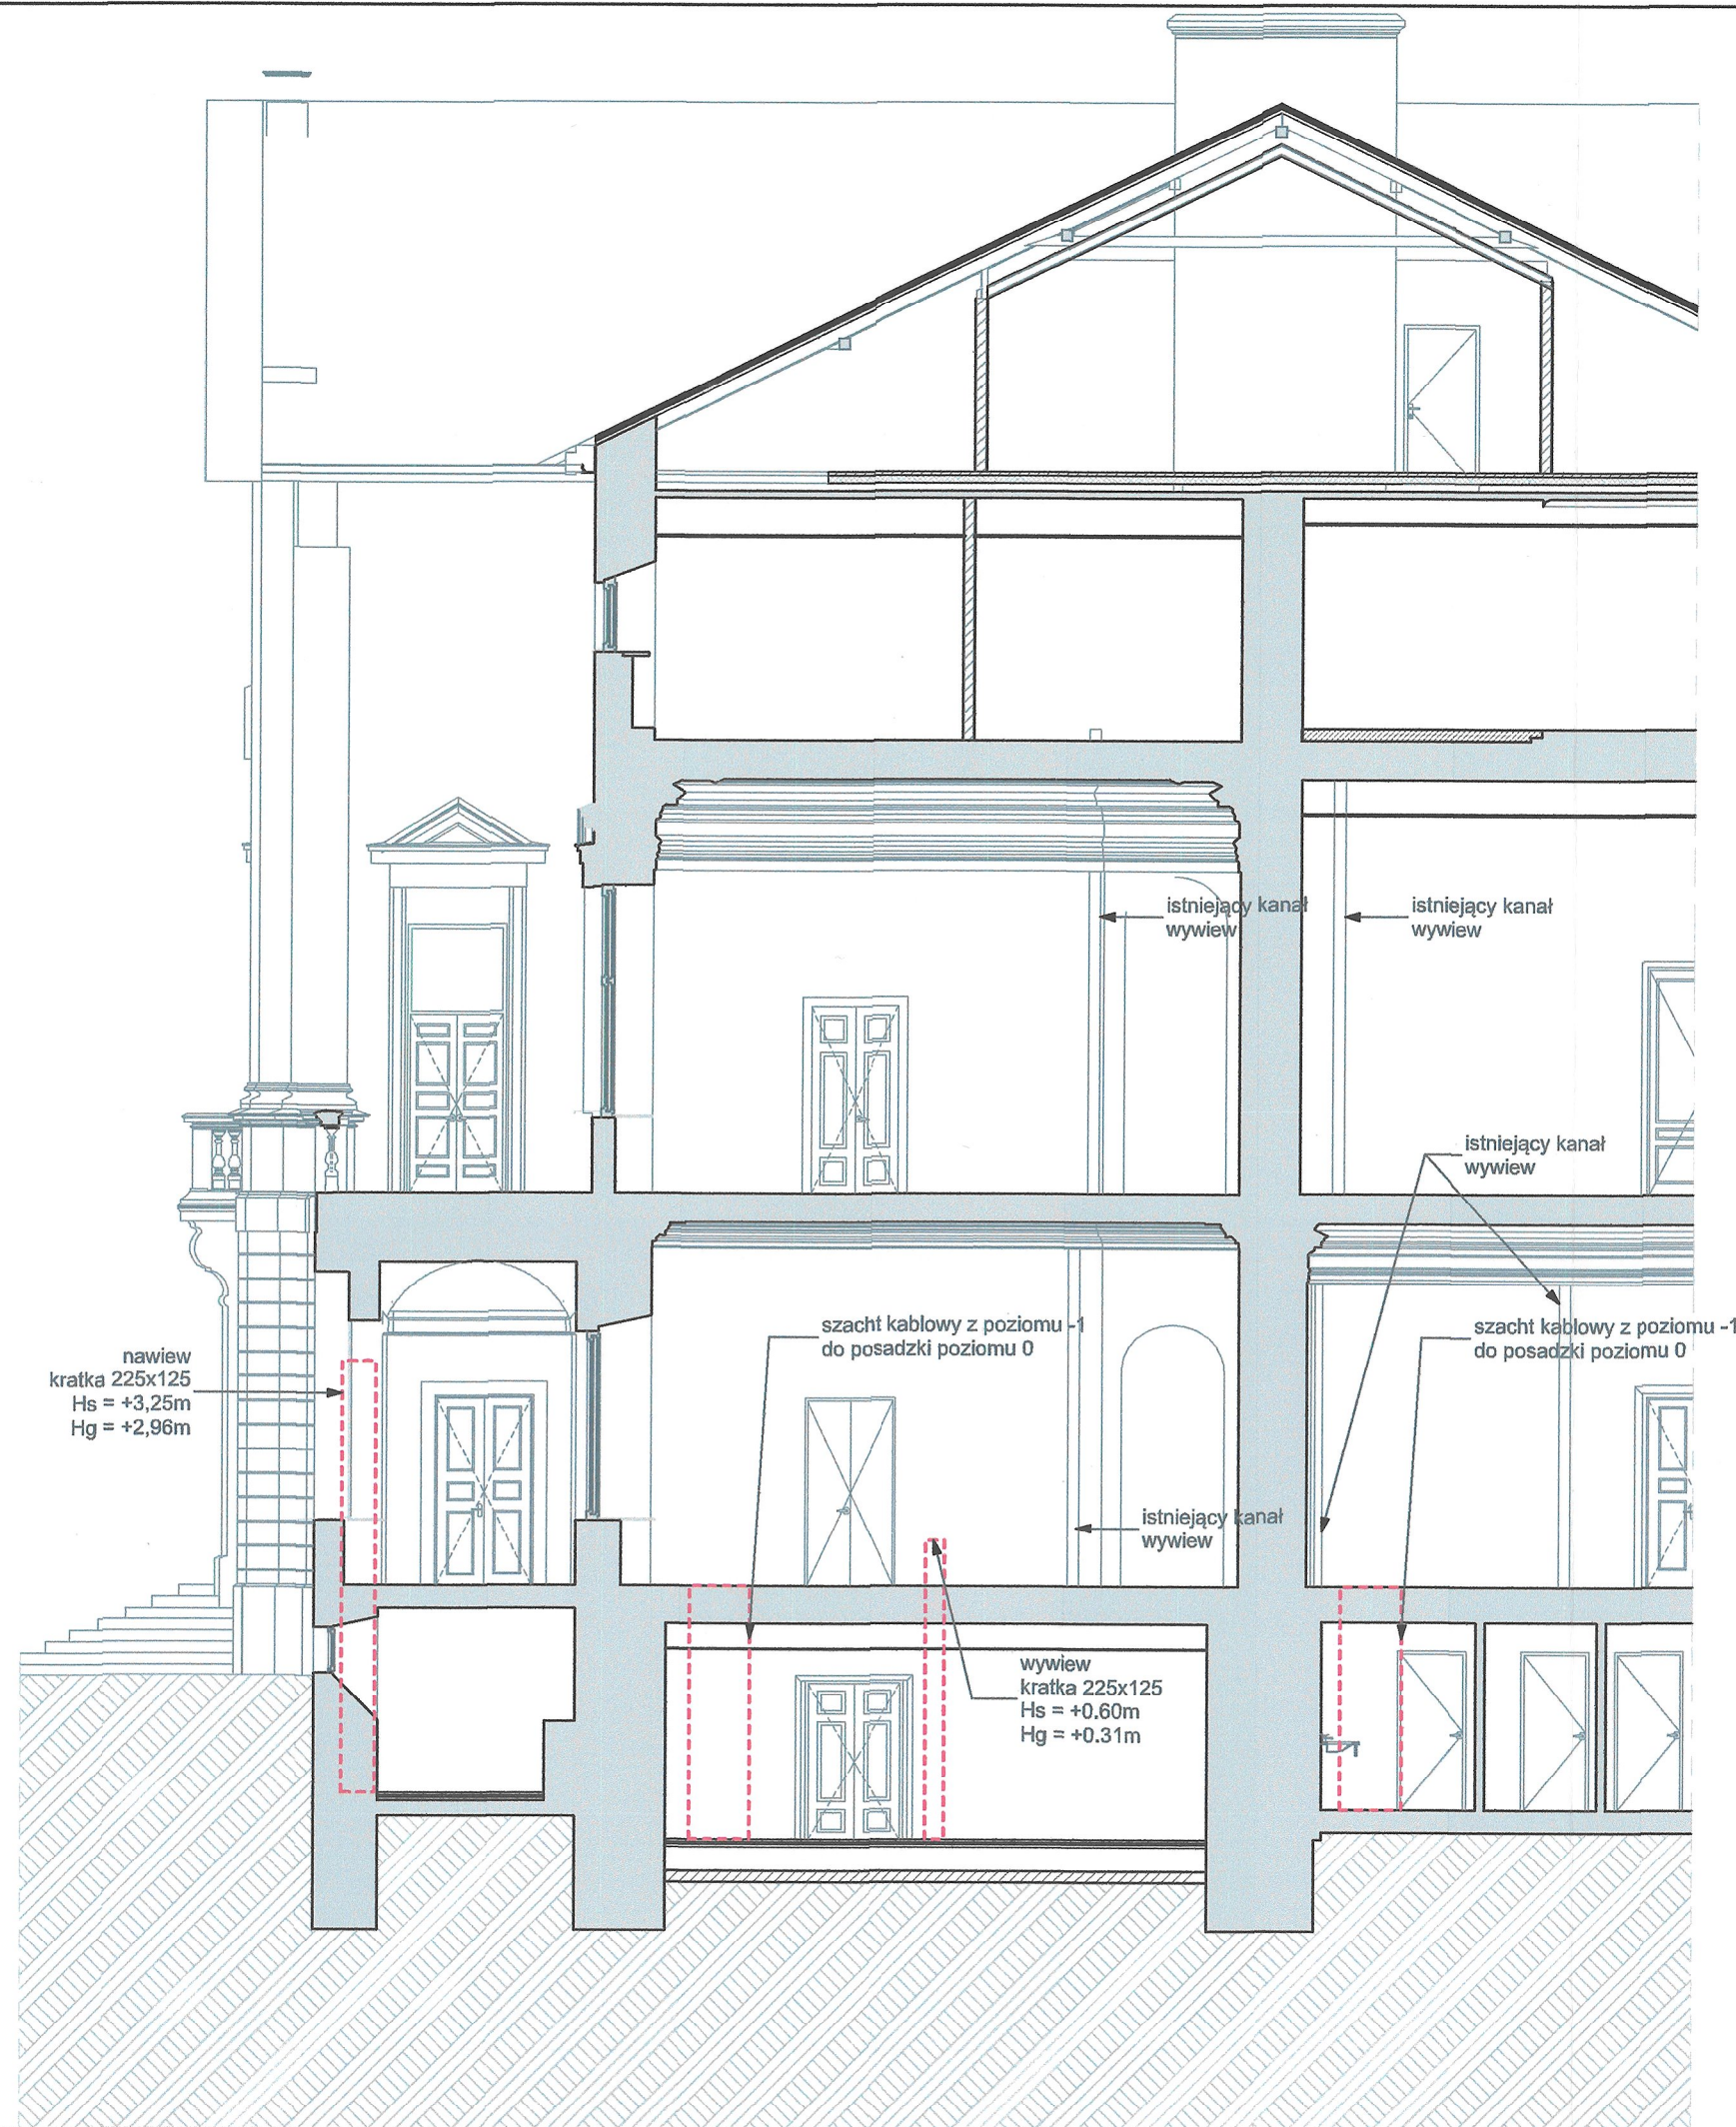 istniejący kanał
wywiew
istniejący kanał
wywiew
istniejący kanał
wywiew
szacht kablowy z poziomu -1
do posadzki poziomu 0
szacht kablowy z poziomu -1
do posadzki poziomu 0
nawiew
kratka 225x125
Hs = +3,25m
Hg = +2,96m
istniejący kanał
wywiew
wywiew
kratka 225x125
Hs = +0.60m
Hg = +0.31m